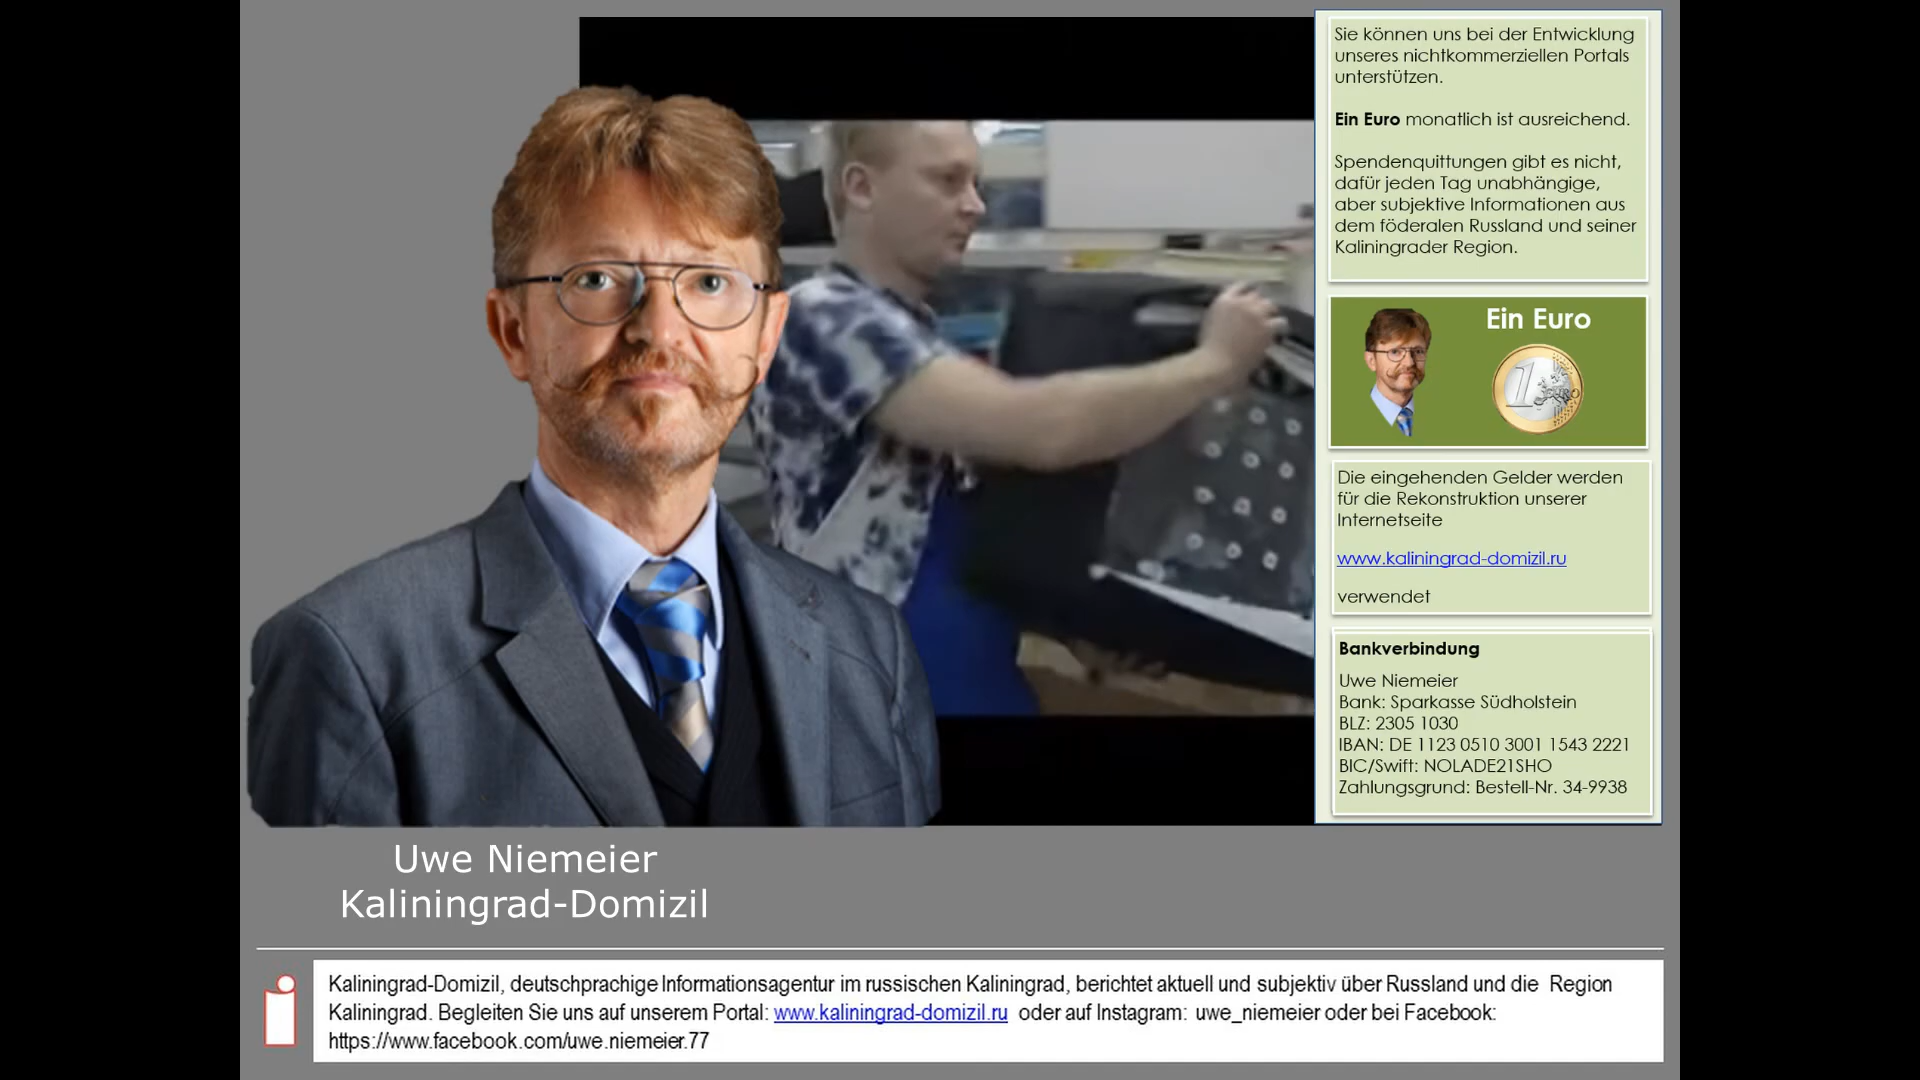 Sie können uns bei der Entwicklung
unseres nichtkommerziellen Portals
unterstützen.
Ein Euro monatlich ist ausreichend.
Spendenquittungen gibt es nicht,
dafür jeden Tag unabhängige,
aber subjektive Informationen aus
dem föderalen Russland und seiner
Kaliningrader Region.
Ein Euro
1 EURO
Die eingehenden Gelder werden
für die Rekonstruktion unserer
Internetseite
www.kaliningrad-domizil.ru
verwendet
Bankverbindung
Uwe Niemeier
Bank: Sparkasse Südholstein
BLZ: 2305 1030
IBAN: DE 1123 0510 3001 1543 2221
BIC/Swift: NOLADE21SHO
Zahlungsgrund: Bestell-Nr. 34-9938
Uwe Niemeier
Kaliningrad-Domizil
Kaliningrad-Domizil, deutschprachige Informationsagentur im russischen Kaliningrad, berichtet aktuell und subjektiv über Russland und die Region
Kaliningrad. Begleiten Sie uns auf unserem Portal: www.kaliningrad-domizil.ru oder auf Instagram: uwe_niemeier oder bei Facebook:
https://www.facebook.com/uwe.niemeier.77